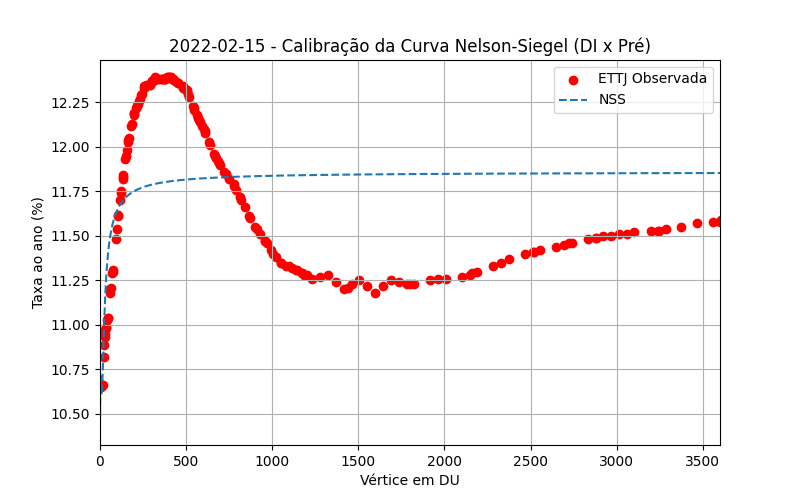 2022-02-15 - Calibração da Curva Nelson-Siegel (DI x Pré)
ETTJ Observada
NSS
Taxa ao ano (%)
12.25
12.00
11.75
11.50
11.25
11.00
10.75
10.50
0 500 1000 1500 2000 2500 3000 3500
Vértice em DU